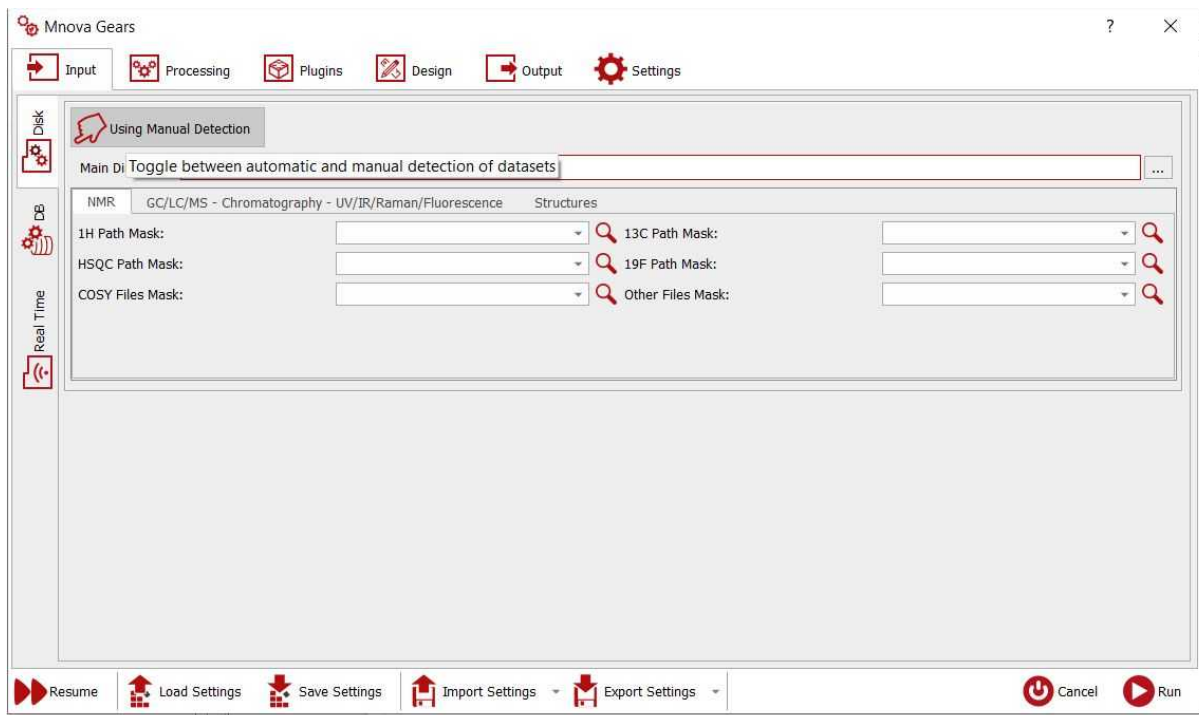 Mnova Gears ?
Input Processing Plugins Design Output Settings
Disk
DB
Real Time
Using Manual Detection
Main Di
Toggle between automatic and manual detection of datasets
...
NMR GC/LC/MS - Chromatography - UV/IR/Raman/Fluorescence Structures
1H Path Mask: 13C Path Mask:
HSQC Path Mask: 19F Path Mask:
COSY Files Mask: Other Files Mask:
Resume Load Settings Save Settings Import Settings Export Settings Cancel Run